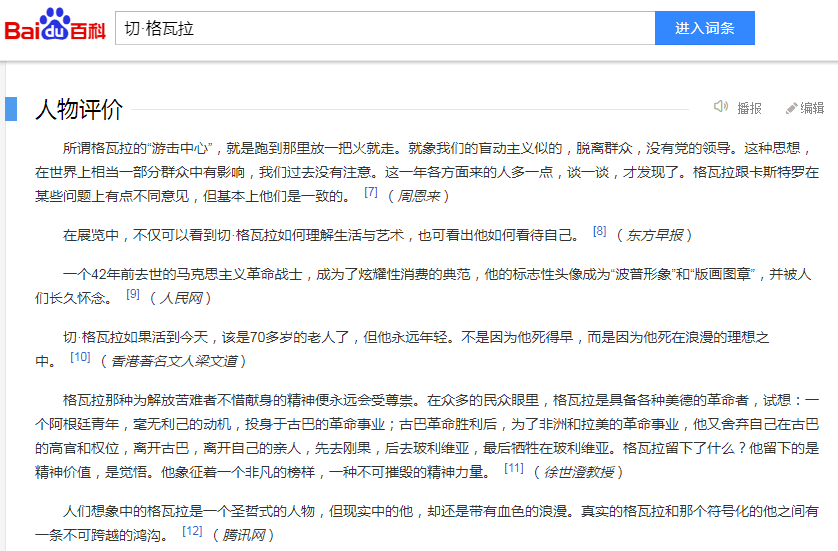 Bai du 百科
切·格瓦拉
进入词条
人物评价
播报
编辑
所谓格瓦拉的“游击中心”，就是跑到那里放一把火就走。就象我们的盲动主义似的，脱离群众，没有党的领导。这种思想，
在世界上相当一部分群众中有影响，我们过去没有注意。这一年各方面来的人多一点，谈一谈，才发现了。格瓦拉跟卡斯特罗在
某些问题上有点不同意见，但基本上他们是一致的。 [7] （周恩来）
在展览中，不仅可以看到切·格瓦拉如何理解生活与艺术，也可看出他如何看待自己。 [8] （东方早报）
一个42年前去世的马克思主义革命战士，成为了炫耀性消费的典范，他的标志性头像成为“波普形象”和“版画图章”，并被人
们长久怀念。 [9] （人民网）
切·格瓦拉如果活到今天，该是70多岁的老人了，但他永远年轻。不是因为他死得早，而是因为他死在浪漫的理想之
中。 [10] （香港著名文人梁文道）
格瓦拉那种为解放苦难者不惜献身的精神便永远会受尊崇。在众多的民众眼里，格瓦拉是具备各种美德的革命者，试想：一
个阿根廷青年，毫无利己的动机，投身于古巴的革命事业；古巴革命胜利后，为了非洲和拉美的革命事业，他又舍弃自己在古巴
的高官和权位，离开古巴，离开自己的亲人，先去刚果，后去玻利维亚，最后牺牲在玻利维亚。格瓦拉留下了什么？他留下的是
精神价值，是觉悟。他象征着一个非凡的榜样，一种不可摧毁的精神力量。 [11] （徐世澄教授）
人们想象中的格瓦拉是一个圣哲式的人物，但现实中的他，却还是带有血色的浪漫。真实的格瓦拉和那个符号化的他之间有
一条不可跨越的鸿沟。 [12] （腾讯网）